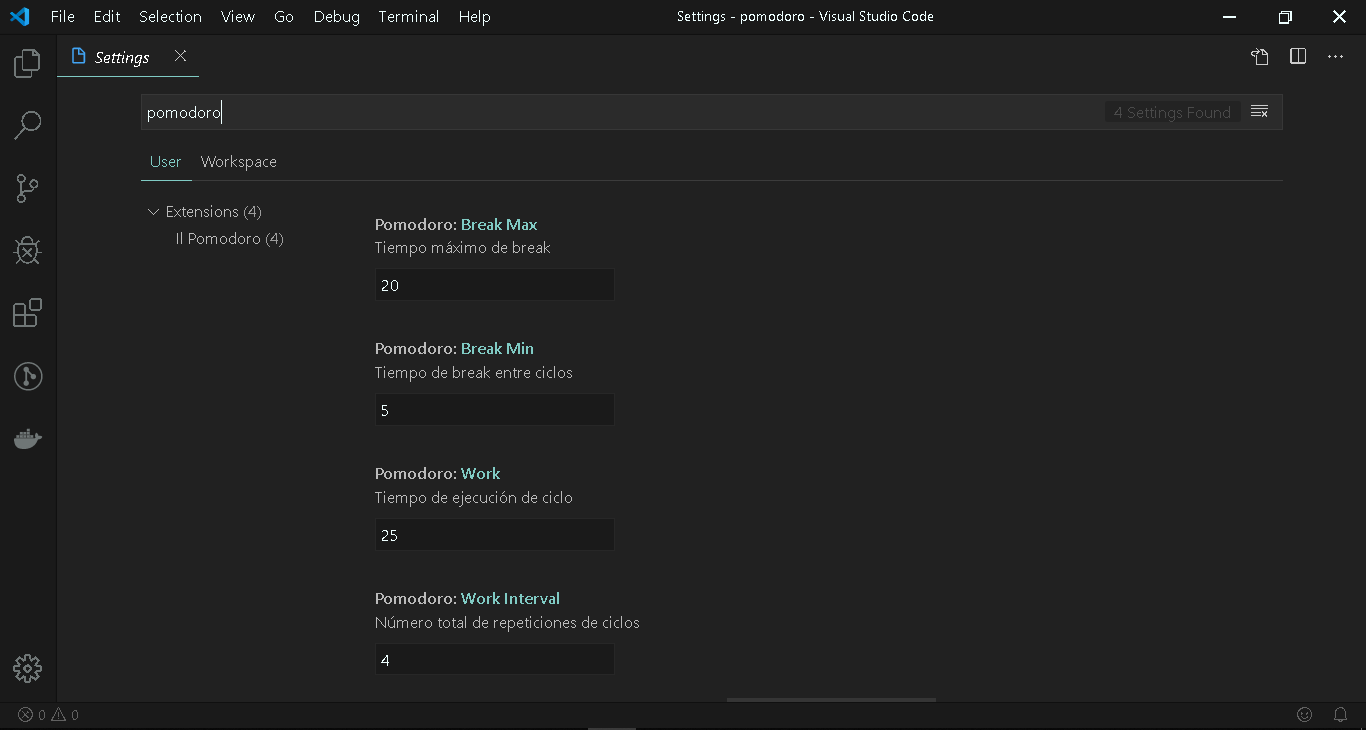 File Edit Selection View Go Debug Terminal Help Settings - pomodoro - Visual Studio Code
Settings
pomodoro 4 Settings Found
User Workspace
Extensions (4)
Il Pomodoro (4)
Pomodoro: Break Max
Tiempo máximo de break
20
Pomodoro: Break Min
Tiempo de break entre ciclos
5
Pomodoro: Work
Tiempo de ejecución de ciclo
25
Pomodoro: Work Interval
Número total de repeticiones de ciclos
4
0 0